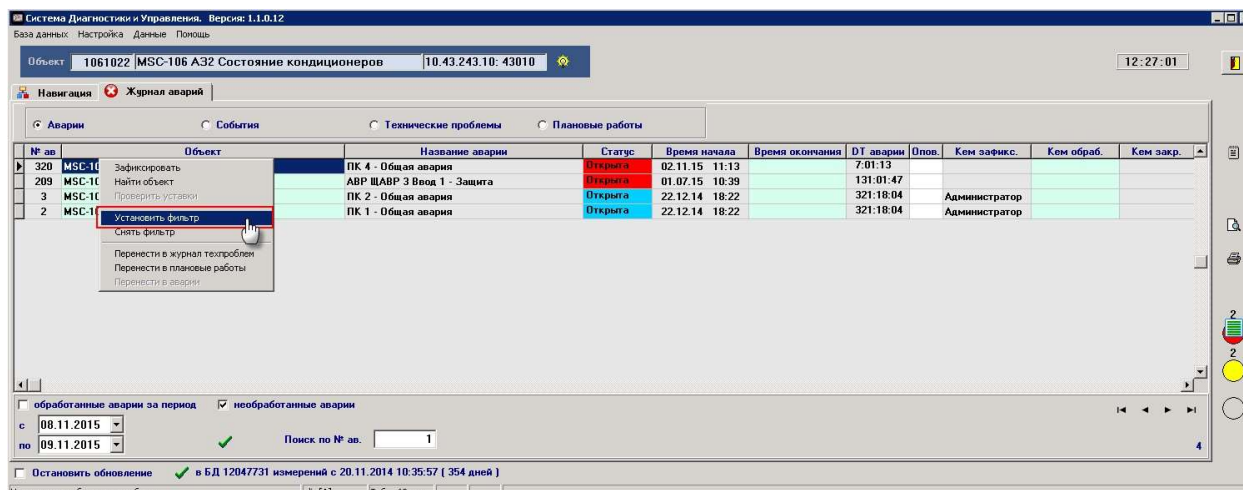 Система Диагностики и Управления. Версия: 1.1.0.12
База данных Настройка Данные Помощь
Объект 1061022 MSC-106 АЗ2 Состояние кондиционеров 10.43.243.10: 43010 12:27:01
Навигация Журнал аварий
Аварии События Технические проблемы Плановые работы
№ ав Объект Название аварии Статус Время начала Время окончания DT аварии Опов. Кем зафикс. Кем обраб. Кем закр.
320 MSC-10 ПК 4 - Общая авария Открыта 02.11.15 11:13 7:01:13
209 MSC-10 АВР ЩАВР 3 Ввод 1 - Защита Открыта 01.07.15 10:39 131:01:47
3 MSC-10 ПК 2 - Общая авария Открыта 22.12.14 18:22 321:18:04 Администратор
2 MSC-10 ПК 1 - Общая авария Открыта 22.12.14 18:22 321:18:04 Администратор
Зафиксировать
Найти объект
Проверить уставки
Установить фильтр
Снять фильтр
Перенести в журнал техпроблем
Перенести в плановые работы
Перенести в аварии
2
2
обработанные аварии за период необработанные аварии
с 08.11.2015
по 09.11.2015 Поиск по № ав. 1 4
Остановить обновление в БД 12047731 измерений с 20.11.2014 10:35:57 ( 354 дней )